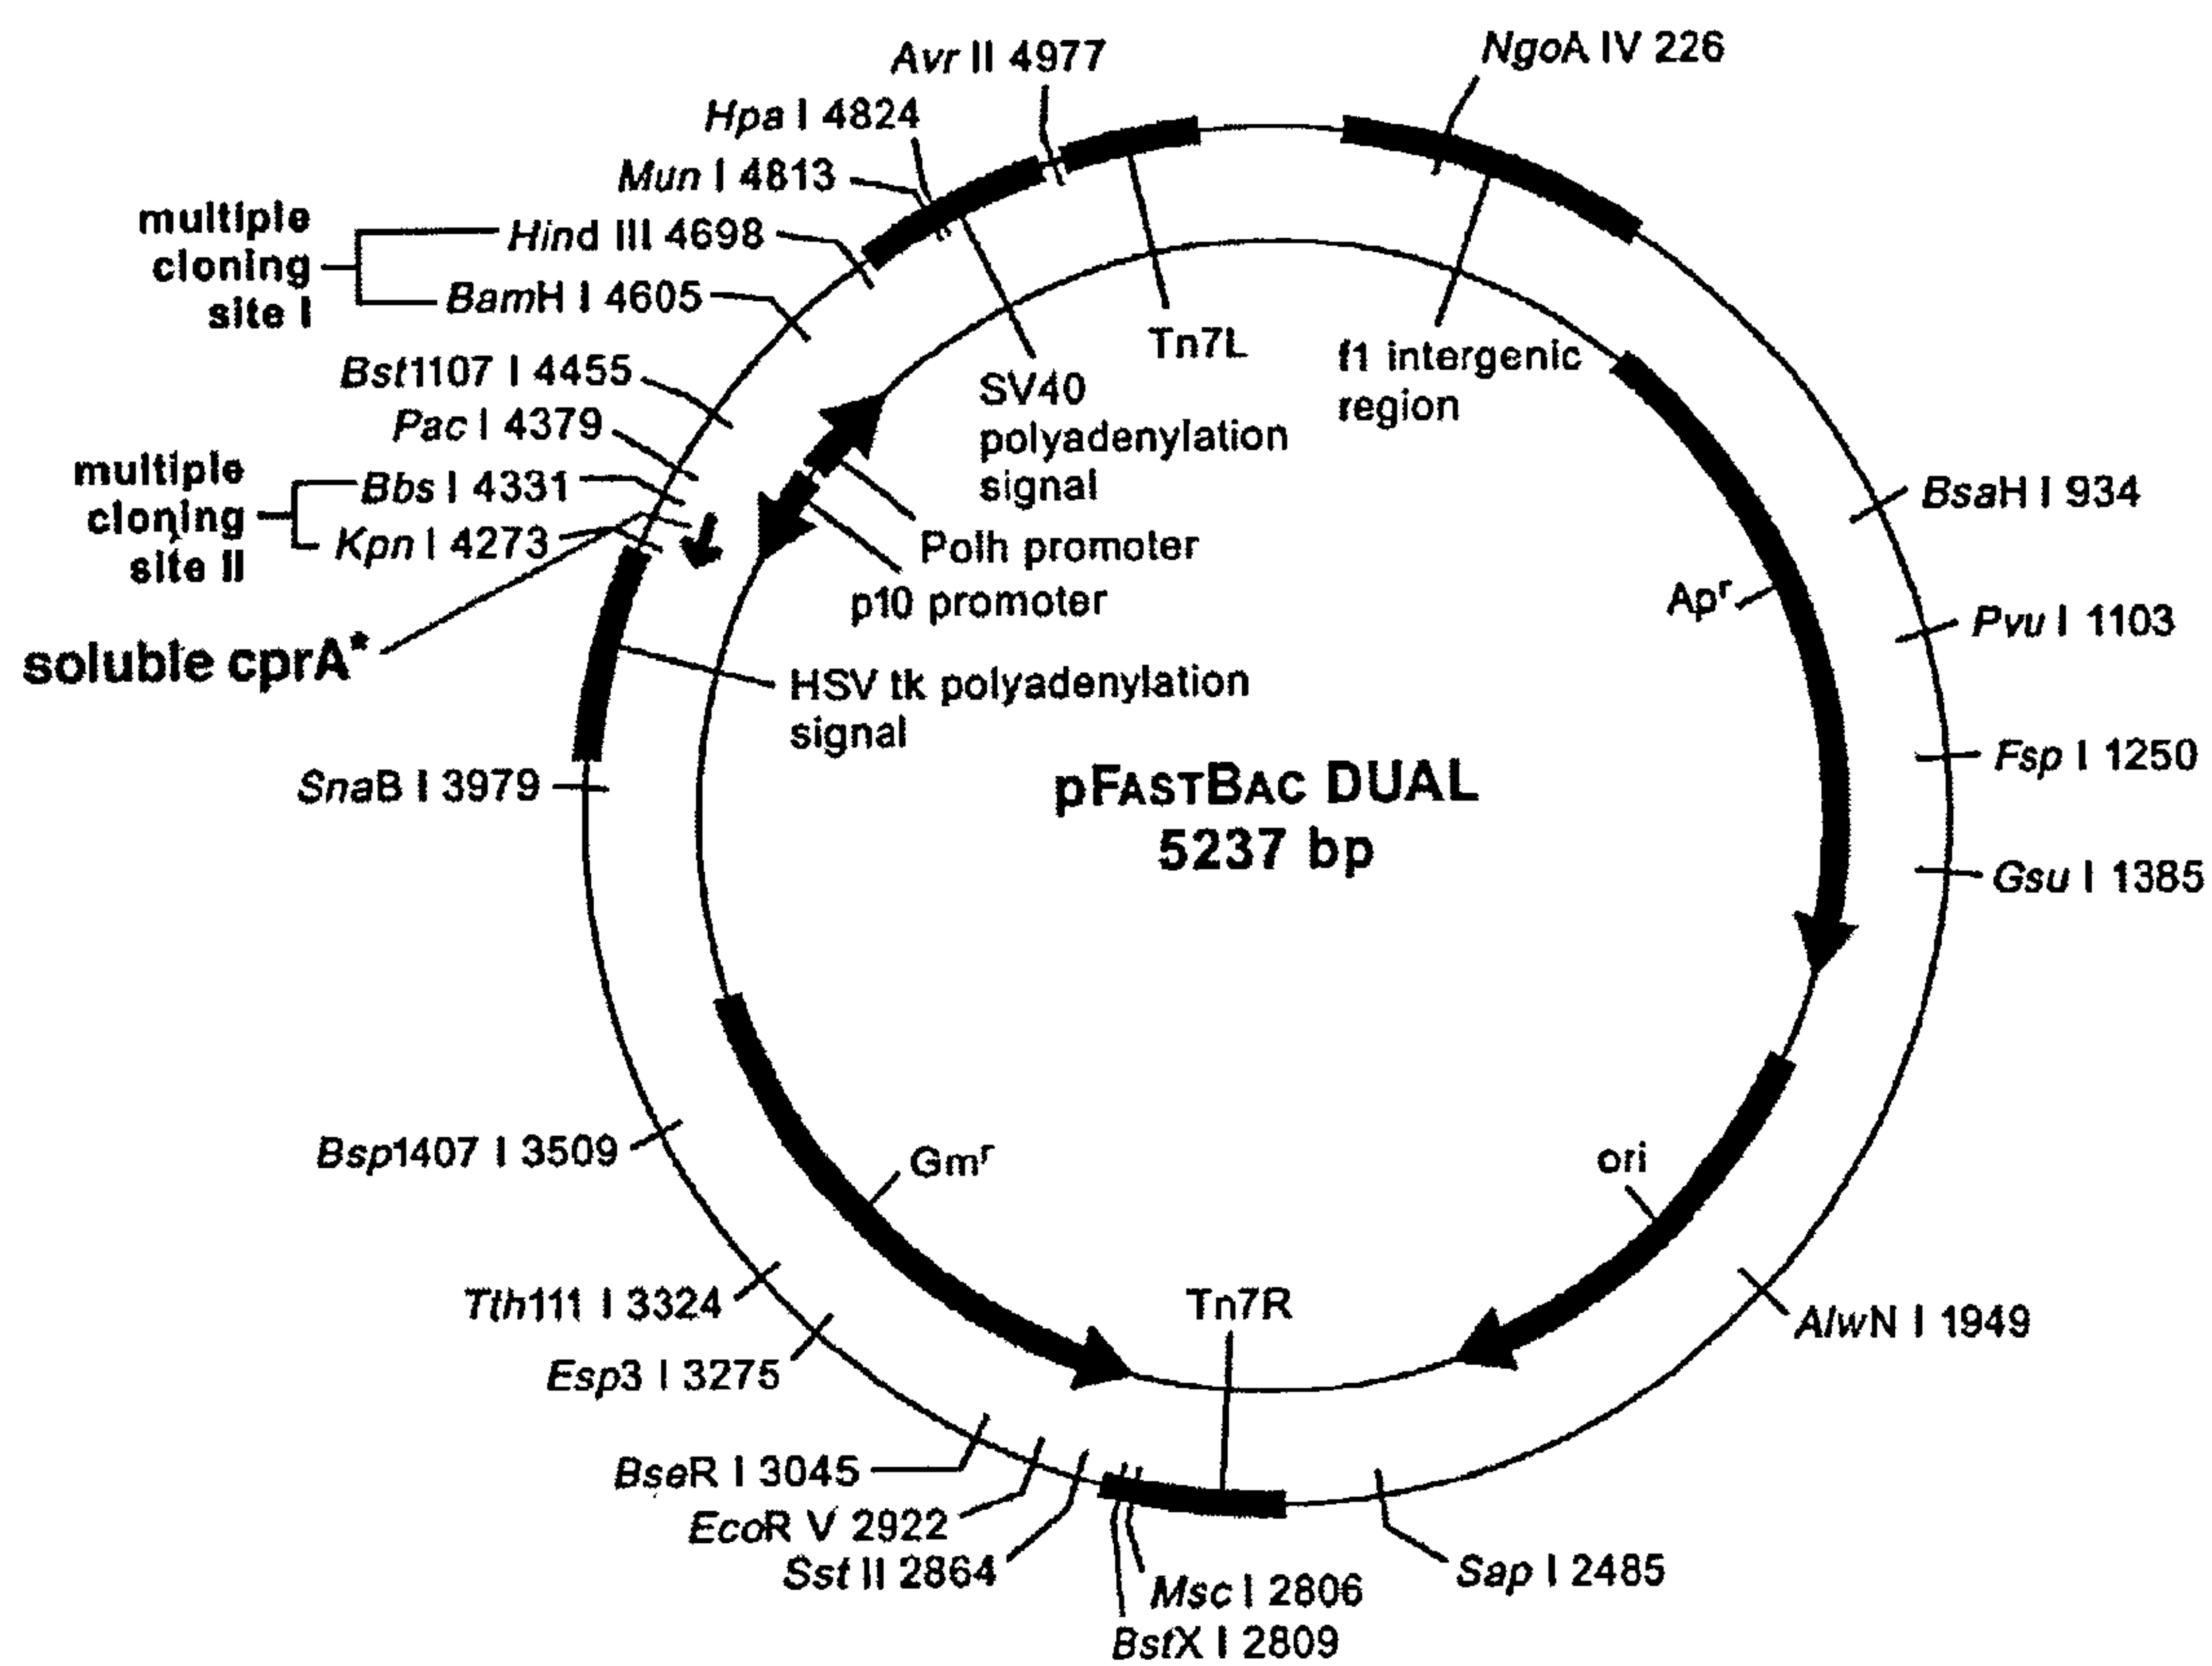 Avr II 4977
NgoA IV 226
Hpa I 4824
Mun I 4813
multiple
cloning
site I
Hind III 4698
BamH I 4605
Bst1107 I 4455
Pac I 4379
multiple
cloning
site II
Bbs I 4331
Kpn I 4273
soluble cprA*
SnaB I 3979
Bsp1407 I 3509
Tth111 I 3324
Esp3 I 3275
BseR I 3045
EcoR V 2922
Sst II 2864
Msc I 2806
BstX I 2809
Sap I 2485
AlwN I 1949
Gsu I 1385
Fsp I 1250
Pvu I 1103
BsaH I 934
Tn7L
f1 intergenic
region
SV40
polyadenylation
signal
Polh promoter
p10 promoter
HSV tk polyadenylation
signal
Apʳ
pFASTBAC DUAL
5237 bp
Gmʳ
ori
Tn7R